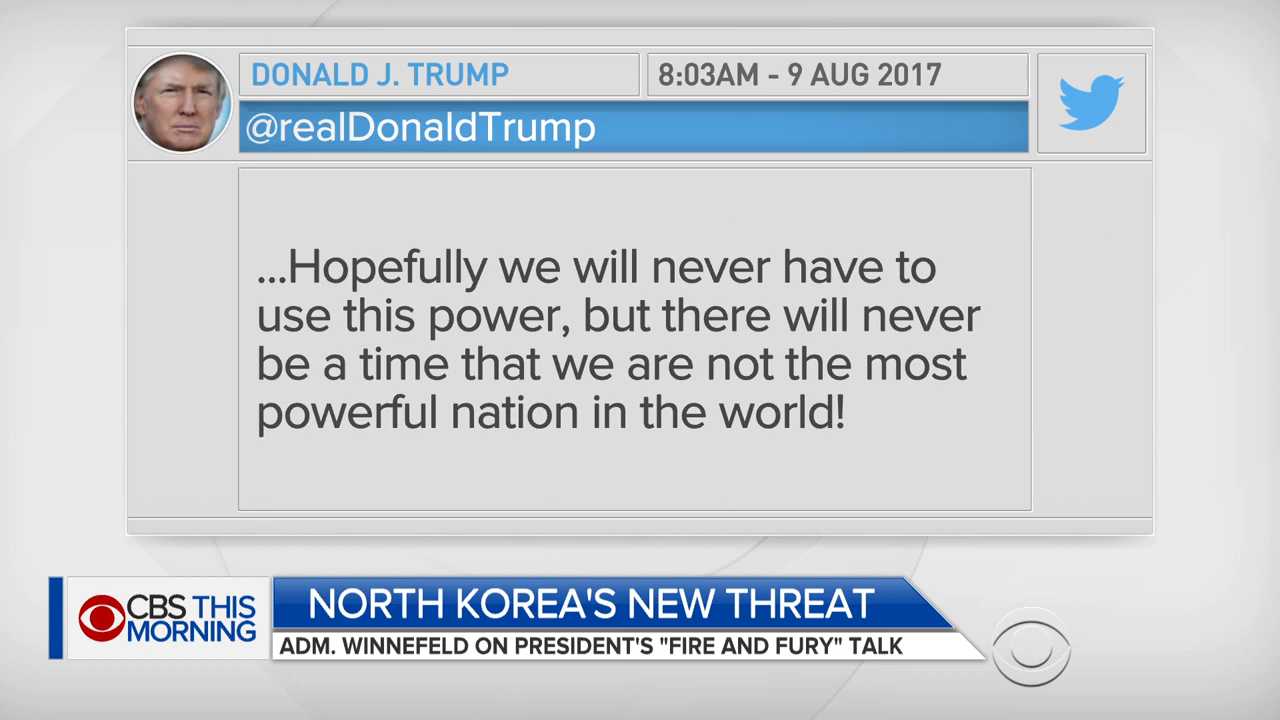 DONALD J. TRUMP
8:03AM - 9 AUG 2017
@realDonaldTrump
...Hopefully we will never have to
use this power, but there will never
be a time that we are not the most
powerful nation in the world!
CBS THIS
MORNING
NORTH KOREA'S NEW THREAT
ADM. WINNEFELD ON PRESIDENT'S "FIRE AND FURY" TALK